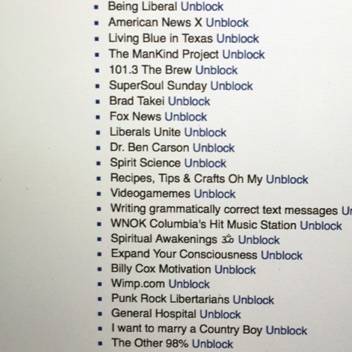 Being Liberal Unblock
American News X Unblock
Living Blue in Texas Unblock
The ManKind Project Unblock
101.3 The Brew Unblock
SuperSoul Sunday Unblock
Brad Takei Unblock
Fox News Unblock
Liberals Unite Unblock
Dr. Ben Carson Unblock
Spirit Science Unblock
Recipes, Tips & Crafts Oh My Unblock
Videogamemes Unblock
Writing grammatically correct text messages Un
WNOK Columbia's Hit Music Station Unblock
Spiritual Awakenings ॐ Unblock
Expand Your Consciousness Unblock
Billy Cox Motivation Unblock
Wimp.com Unblock
Punk Rock Libertarians Unblock
General Hospital Unblock
I want to marry a Country Boy Unblock
The Other 98% Unblock